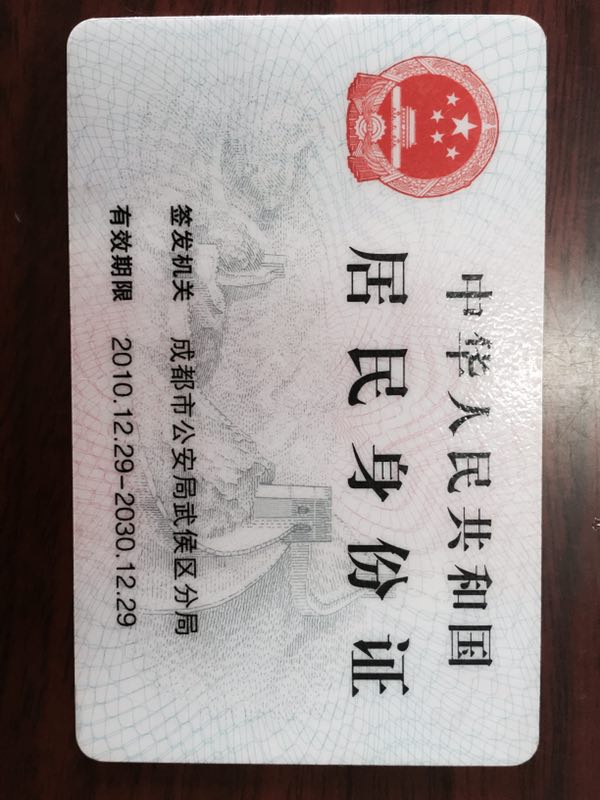 中华人民共和国
居民身份证
签发机关 成都市公安局武侯区分局
有效期限 2010.12.29-2030.12.29